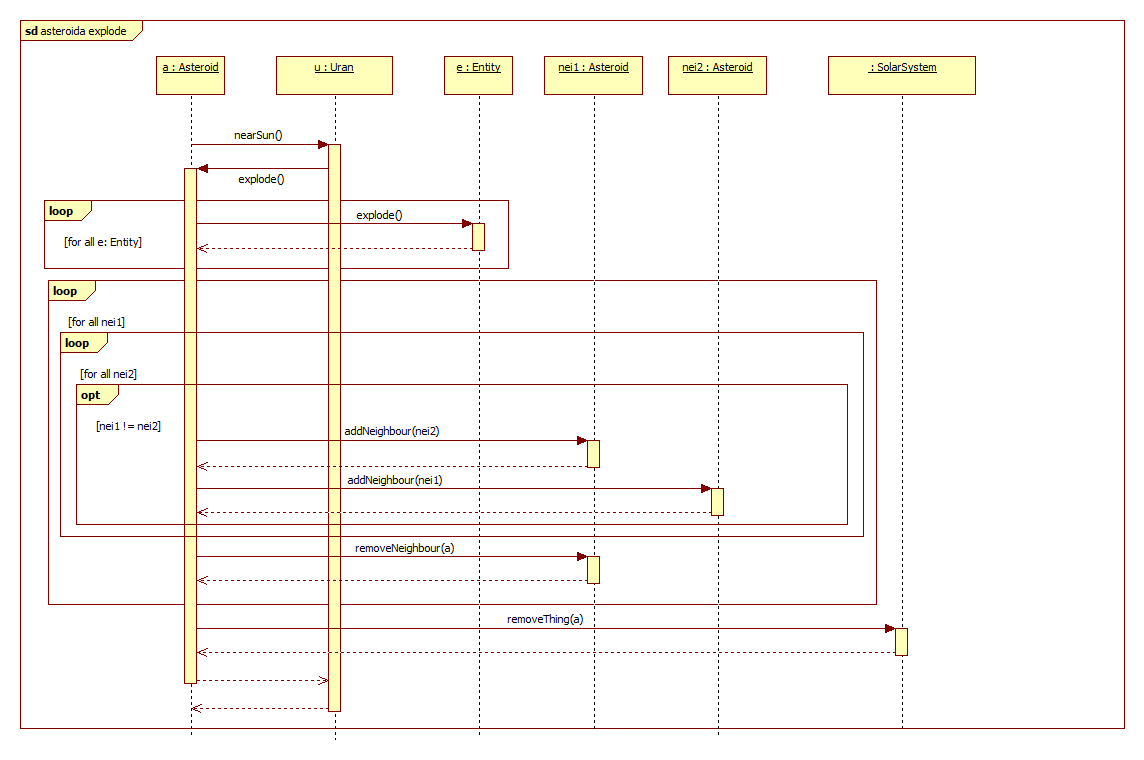 sd asteroida explode
a : Asteroid
u : Uran
e : Entity
nei1 : Asteroid
nei2 : Asteroid
: SolarSystem
nearSun()
explode()
loop
explode()
[for all e: Entity]
loop
[for all nei1]
loop
[for all nei2]
opt
[nei1 != nei2]
addNeighbour(nei2)
addNeighbour(nei1)
removeNeighbour(a)
removeThing(a)